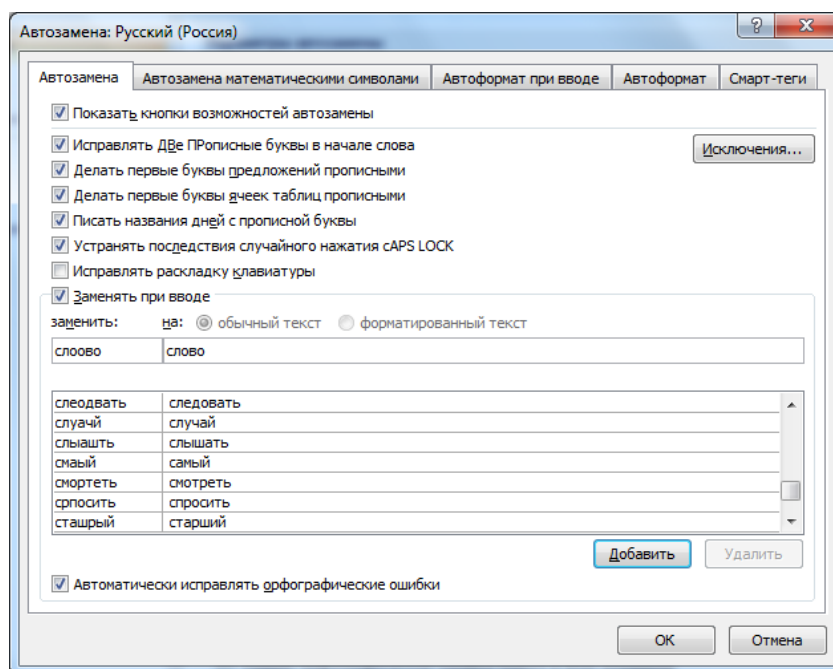 Автозамена: Русский (Россия)
Автозамена
Автозамена математическими символами
Автоформат при вводе
Автоформат
Смарт-теги
Показать кнопки возможностей автозамены
Исправлять ДВе ПРописные буквы в начале слова
Исключения...
Делать первые буквы предложений прописными
Делать первые буквы ячеек таблиц прописными
Писать названия дней с прописной буквы
Устранять последствия случайного нажатия cAPS LOCK
Исправлять раскладку клавиатуры
Заменять при вводе
заменить: на: обычный текст форматированный текст
слоово слово
слеодвать следовать
слуачй случай
слыашть слышать
смаый самый
смортеть смотреть
српосить спросить
сташрый старший
Добавить Удалить
Автоматически исправлять орфографические ошибки
ОК Отмена